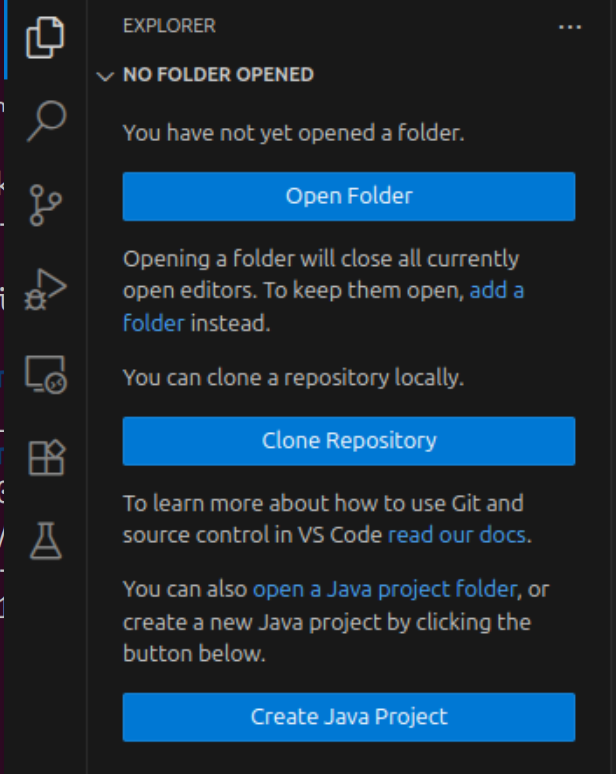 EXPLORER
NO FOLDER OPENED
You have not yet opened a folder.
Open Folder
Opening a folder will close all currently
open editors. To keep them open, add a
folder instead.
You can clone a repository locally.
Clone Repository
To learn more about how to use Git and
source control in VS Code read our docs.
You can also open a Java project folder, or
create a new Java project by clicking the
button below.
Create Java Project